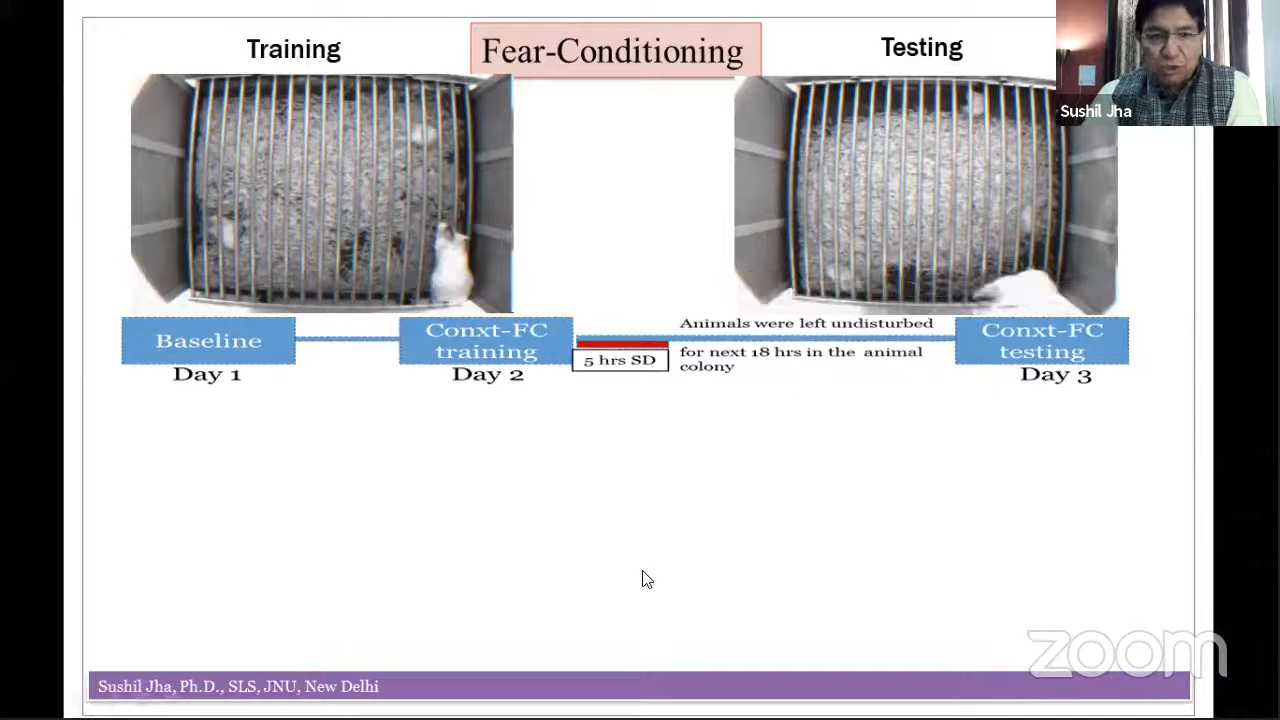 Training
Fear-Conditioning
Testing
Sushil Jha
Baseline
Day 1
Conxt-FC
training
Day 2
5 hrs SD
Animals were left undisturbed
for next 18 hrs in the animal
colony
Conxt-FC
testing
Day 3
zoom
Sushil Jha, Ph.D., SLS, JNU, New Delhi